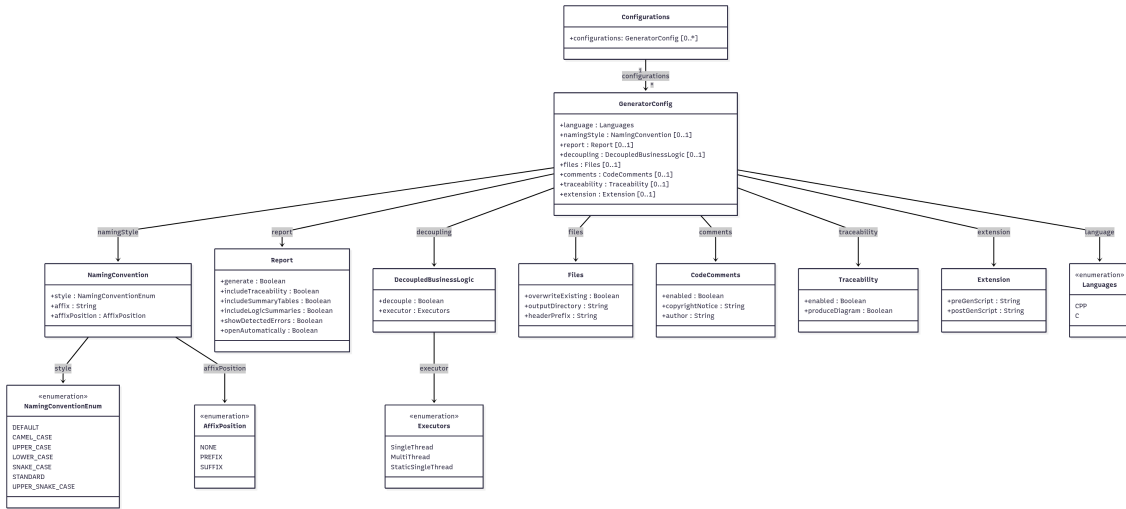 Configurations
+configurations: GeneratorConfig [0..*]
1
configurations
*
GeneratorConfig
+language : Languages
+namingStyle : NamingConvention [0..1]
+report : Report [0..1]
+decoupling : DecoupledBusinessLogic [0..1]
+files : Files [0..1]
+comments : CodeComments [0..1]
+traceability : Traceability [0..1]
+extension : Extension [0..1]
namingStyle
report
decoupling
files
comments
traceability
extension
language
NamingConvention
+style : NamingConventionEnum
+affix : String
+affixPosition : AffixPosition
Report
+generate : Boolean
+includeTraceability : Boolean
+includeSummaryTables : Boolean
+includeLogicSummaries : Boolean
+showDetectedErrors : Boolean
+openAutomatically : Boolean
DecoupledBusinessLogic
+decouple : Boolean
+executor : Executors
Files
+overwriteExisting : Boolean
+outputDirectory : String
+headerPrefix : String
CodeComments
+enabled : Boolean
+copyrightNotice : String
+author : String
Traceability
+enabled : Boolean
+produceDiagram : Boolean
Extension
+preGenScript : String
+postGenScript : String
«enumeration»
Languages
CPP
C
style
affixPosition
executor
«enumeration»
NamingConventionEnum
DEFAULT
CAMEL_CASE
UPPER_CASE
LOWER_CASE
SNAKE_CASE
STANDARD
UPPER_SNAKE_CASE
«enumeration»
AffixPosition
NONE
PREFIX
SUFFIX
«enumeration»
Executors
SingleThread
MultiThread
StaticSingleThread